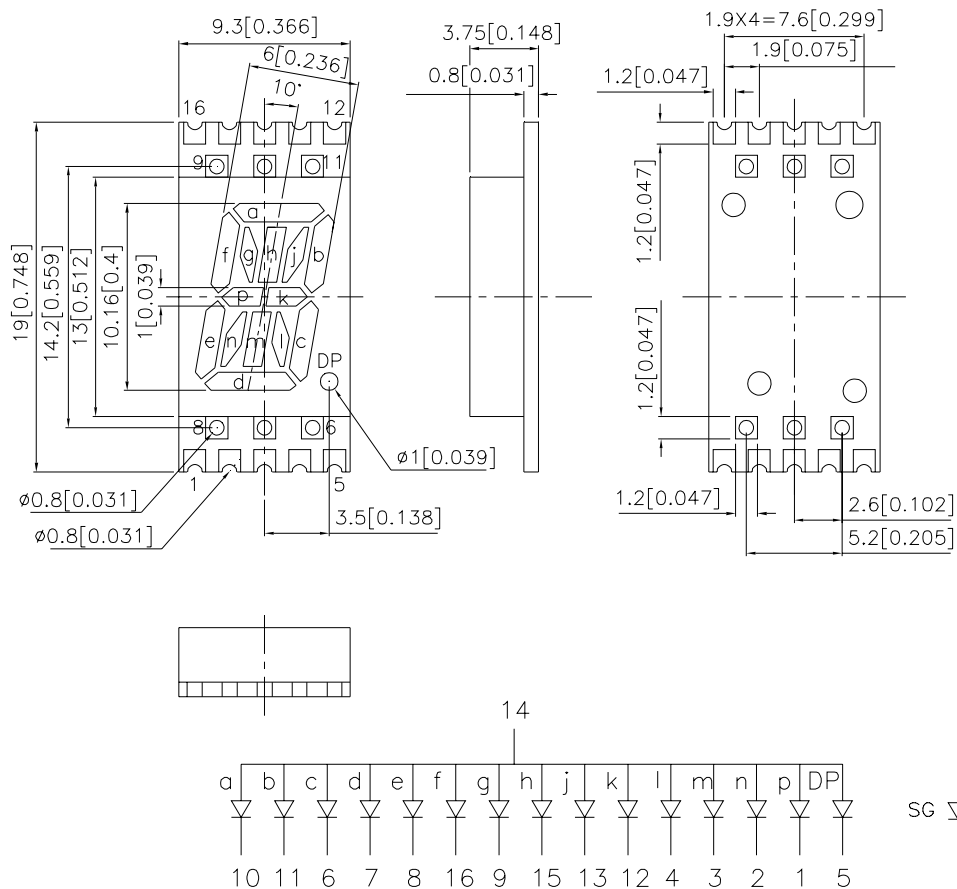 9.3[0.366]
6[0.236]
10°
16
12
9
11
a
f
g
h
j
b
p
k
e
n
m
l
c
d
DP
8
6
1
5
19[0.748]
14.2[0.559]
13[0.512]
10.16[0.4]
1[0.039]
ø0.8[0.031]
ø0.8[0.031]
ø1[0.039]
3.5[0.138]
3.75[0.148]
0.8[0.031]
1.9X4=7.6[0.299]
1.9[0.075]
1.2[0.047]
1.2[0.047]
1.2[0.047]
1.2[0.047]
2.6[0.102]
5.2[0.205]
14
a b c d e f g h j k l m n p DP
SG
10 11 6 7 8 16 9 15 13 12 4 3 2 1 5